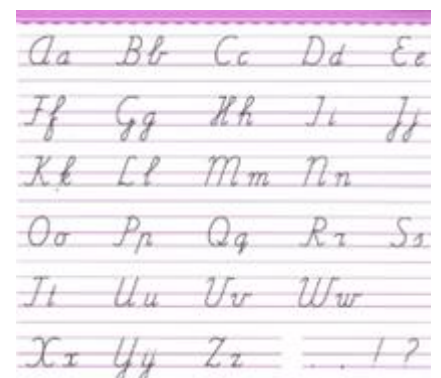 Aa Bb Cc Dd Ee
Ff Gg Hh Ii Jj
Kk Ll Mm Nn
Oo Pp Qq Rr Ss
Tt Uu Vv Ww
Xx Yy Zz . , ! ?